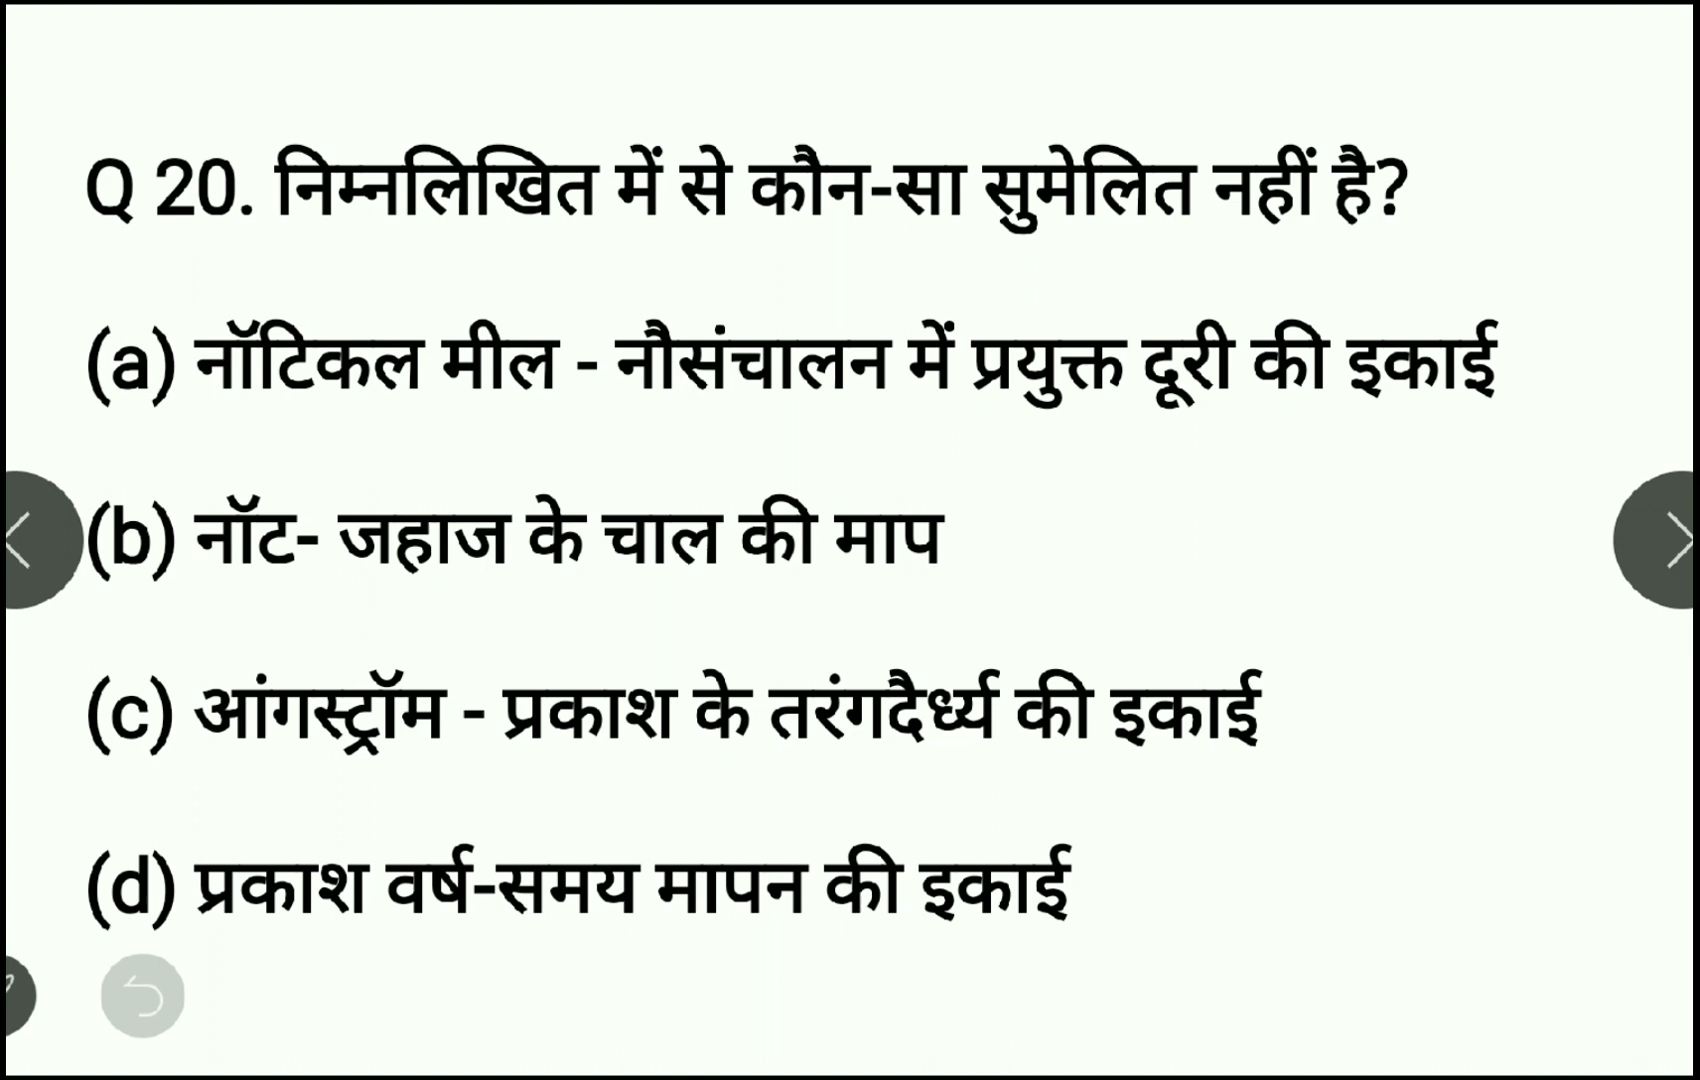 Q 20. निम्नलिखित में से कौन-सा सुमेलित नहीं है?
(a) नॉटिकल मील - नौसंचालन में प्रयुक्त दूरी की इकाई
(b) नॉट- जहाज के चाल की माप
(c) आंगस्ट्रॉम - प्रकाश के तरंगदैर्ध्य की इकाई
(d) प्रकाश वर्ष-समय मापन की इकाई